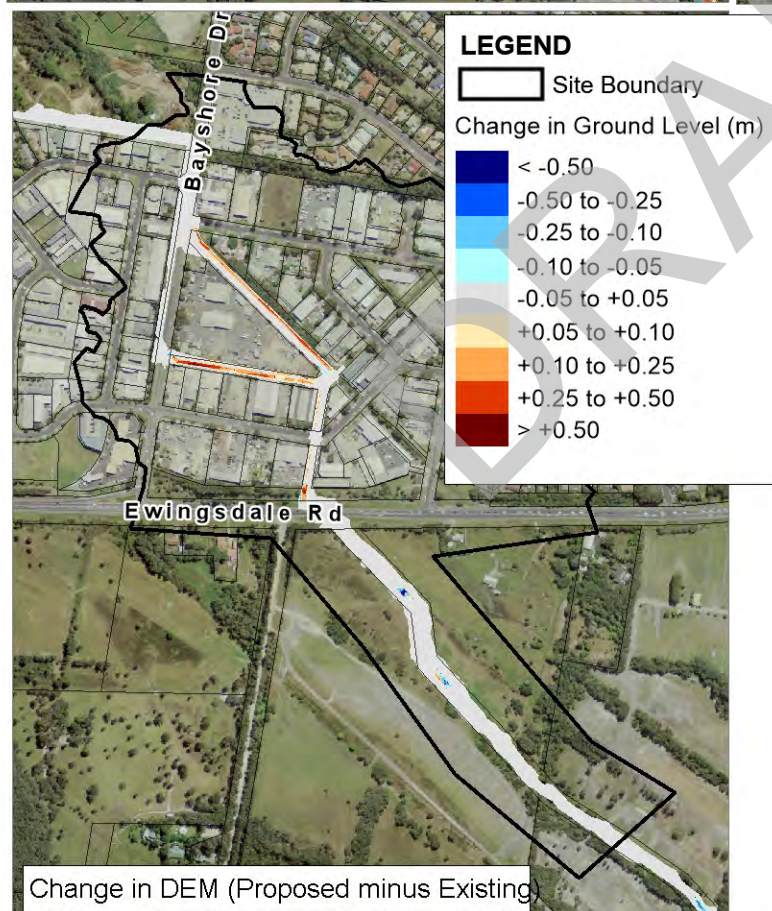 Bayshore Dr
Ewingsdale Rd
LEGEND
Site Boundary
Change in Ground Level (m)
< -0.50
-0.50 to -0.25
-0.25 to -0.10
-0.10 to -0.05
-0.05 to +0.05
+0.05 to +0.10
+0.10 to +0.25
+0.25 to +0.50
> +0.50
DRA
Change in DEM (Proposed minus Existing)